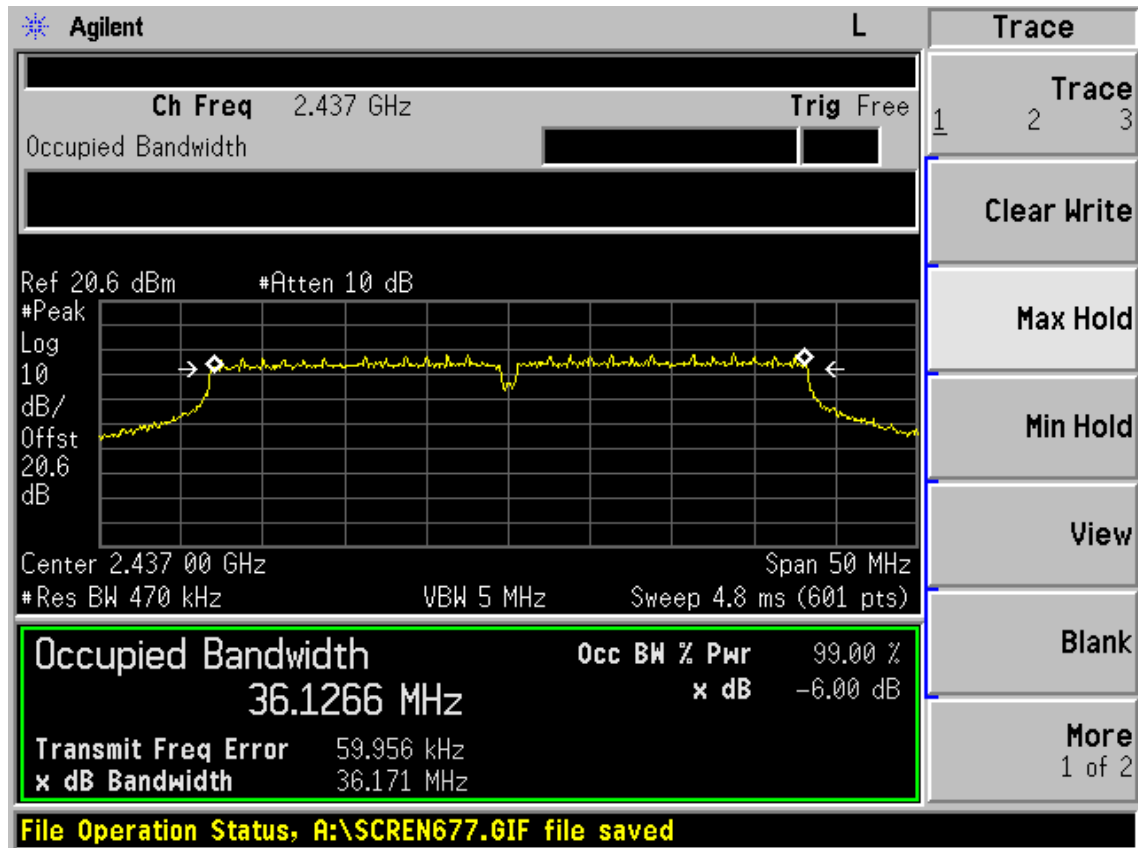 Agilent
L
Trace
Ch Freq 2.437 GHz
Trig Free
Occupied Bandwidth
Trace
1 2 3
Clear Write
Max Hold
Min Hold
View
Blank
More
1 of 2
Ref 20.6 dBm #Atten 10 dB
#Peak
Log
10
dB/
Offst
20.6
dB
Center 2.437 00 GHz Span 50 MHz
#Res BW 470 kHz VBW 5 MHz Sweep 4.8 ms (601 pts)
Occupied Bandwidth
36.1266 MHz
Occ BW % Pwr 99.00 %
x dB -6.00 dB
Transmit Freq Error 59.956 kHz
x dB Bandwidth 36.171 MHz
File Operation Status, A:\SCREN677.GIF file saved